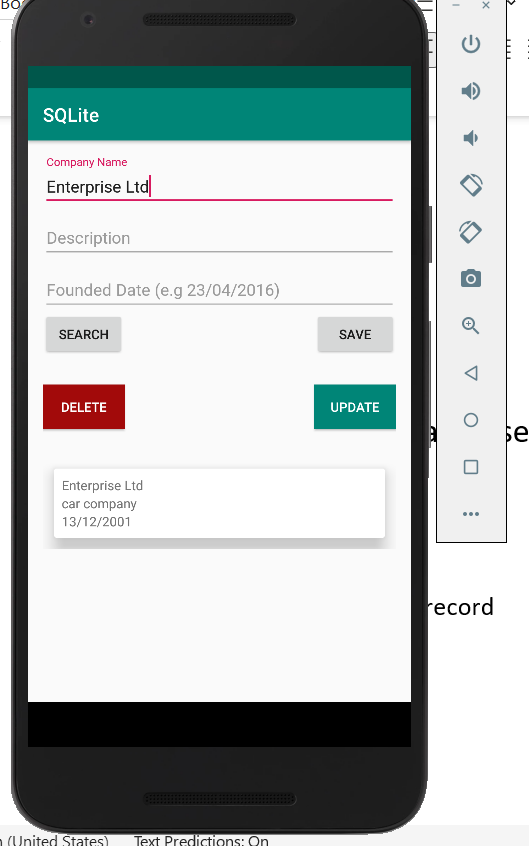 Bo
SQLite
Company Name
Enterprise Ltd
Description
Founded Date (e.g 23/04/2016)
SEARCH
SAVE
DELETE
UPDATE
se
Enterprise Ltd
car company
13/12/2001
record
(United States)
Text Predictions: On